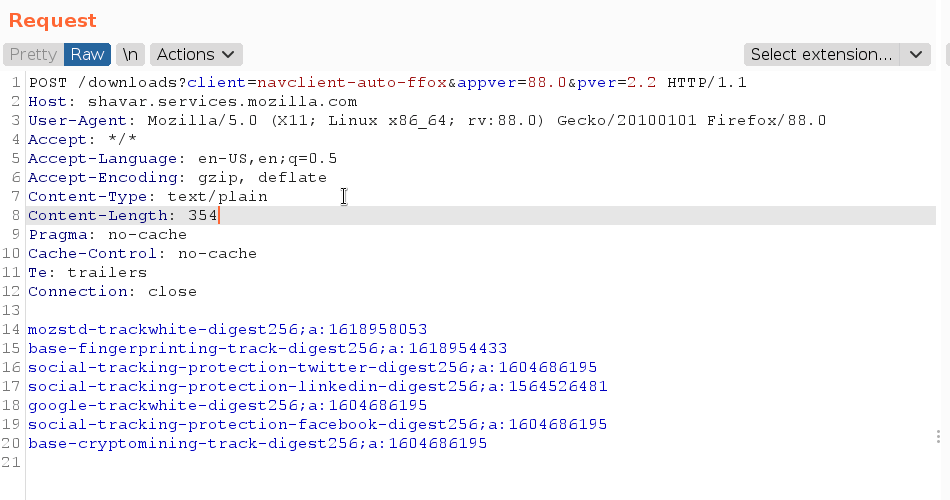 Request
Pretty Raw \n Actions Select extension...
1 POST /downloads?client=navclient-auto-ffox&appver=88.0&pver=2.2 HTTP/1.1
2 Host: shavar.services.mozilla.com
3 User-Agent: Mozilla/5.0 (X11; Linux x86_64; rv:88.0) Gecko/20100101 Firefox/88.0
4 Accept: */*
5 Accept-Language: en-US,en;q=0.5
6 Accept-Encoding: gzip, deflate
7 Content-Type: text/plain
8 Content-Length: 354
9 Pragma: no-cache
10 Cache-Control: no-cache
11 Te: trailers
12 Connection: close
13
14 mozstd-trackwhite-digest256;a:1618958053
15 base-fingerprinting-track-digest256;a:1618954433
16 social-tracking-protection-twitter-digest256;a:1604686195
17 social-tracking-protection-linkedin-digest256;a:1564526481
18 google-trackwhite-digest256;a:1604686195
19 social-tracking-protection-facebook-digest256;a:1604686195
20 base-cryptomining-track-digest256;a:1604686195
21